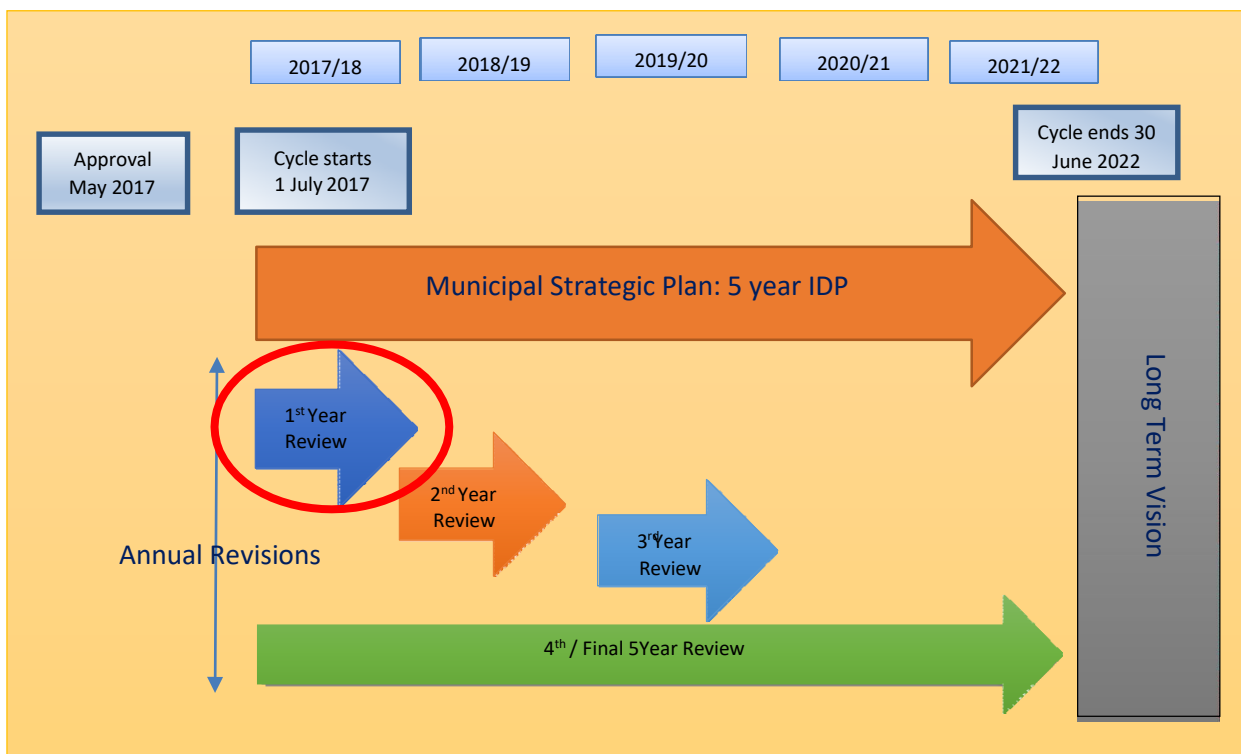 2017/18
2018/19
2019/20
2020/21
2021/22
Approval
May 2017
Cycle starts
1 July 2017
Cycle ends 30
June 2022
Municipal Strategic Plan: 5 year IDP
1st Year
Review
2nd Year
Review
3rd Year
Review
Annual Revisions
4th / Final 5Year Review
Long Term Vision